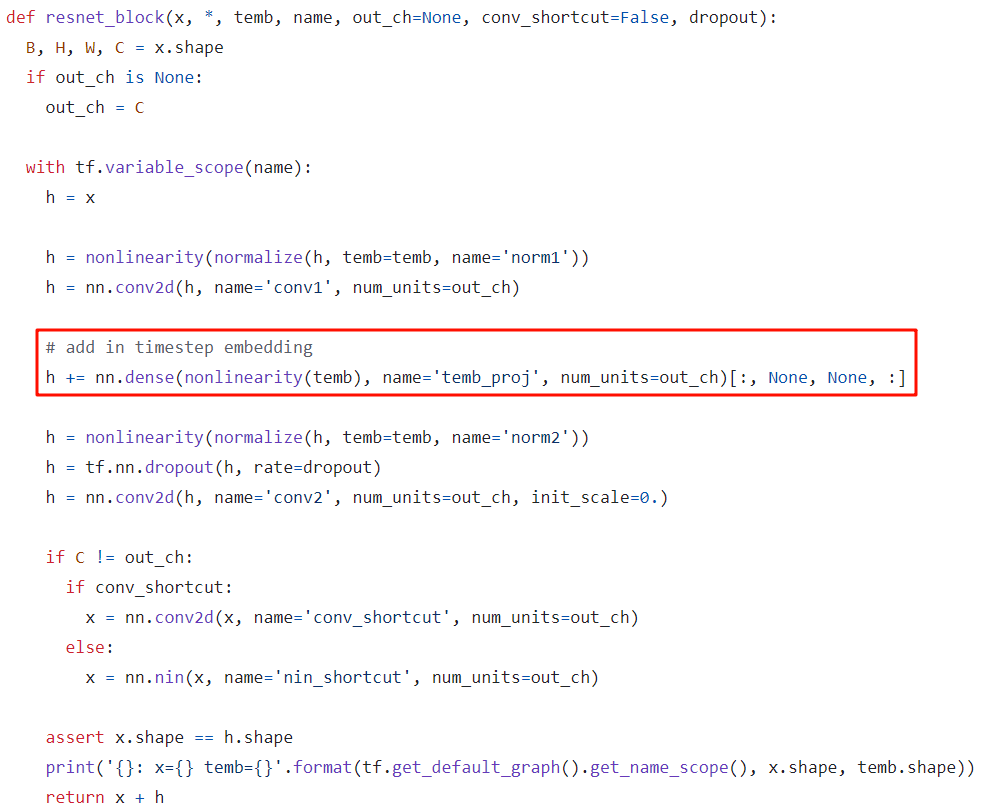 def resnet_block(x, *, temb, name, out_ch=None, conv_shortcut=False, dropout):
  B, H, W, C = x.shape
  if out_ch is None:
    out_ch = C
  with tf.variable_scope(name):
    h = x
    h = nonlinearity(normalize(h, temb=temb, name='norm1'))
    h = nn.conv2d(h, name='conv1', num_units=out_ch)
    # add in timestep embedding
    h += nn.dense(nonlinearity(temb), name='temb_proj', num_units=out_ch)[:, None, None, :]
    h = nonlinearity(normalize(h, temb=temb, name='norm2'))
    h = tf.nn.dropout(h, rate=dropout)
    h = nn.conv2d(h, name='conv2', num_units=out_ch, init_scale=0.)
    if C != out_ch:
      if conv_shortcut:
        x = nn.conv2d(x, name='conv_shortcut', num_units=out_ch)
      else:
        x = nn.nin(x, name='nin_shortcut', num_units=out_ch)
    assert x.shape == h.shape
    print('{}: x={} temb={}'.format(tf.get_default_graph().get_name_scope(), x.shape, temb.shape))
    return x + h